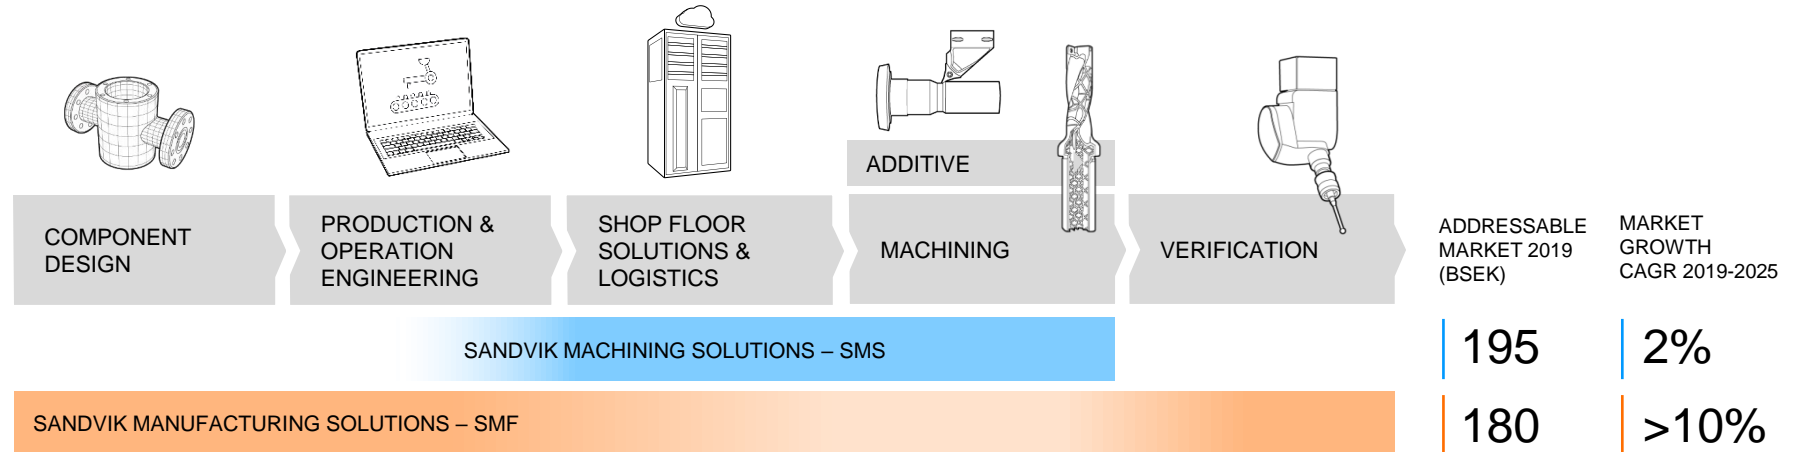 ADDITIVE
COMPONENT
DESIGN
PRODUCTION &
OPERATION
ENGINEERING
SHOP FLOOR
SOLUTIONS &
LOGISTICS
MACHINING
VERIFICATION
ADDRESSABLE
MARKET 2019
(BSEK)
MARKET
GROWTH
CAGR 2019-2025
SANDVIK MACHINING SOLUTIONS – SMS
195
2%
SANDVIK MANUFACTURING SOLUTIONS – SMF
180
>10%